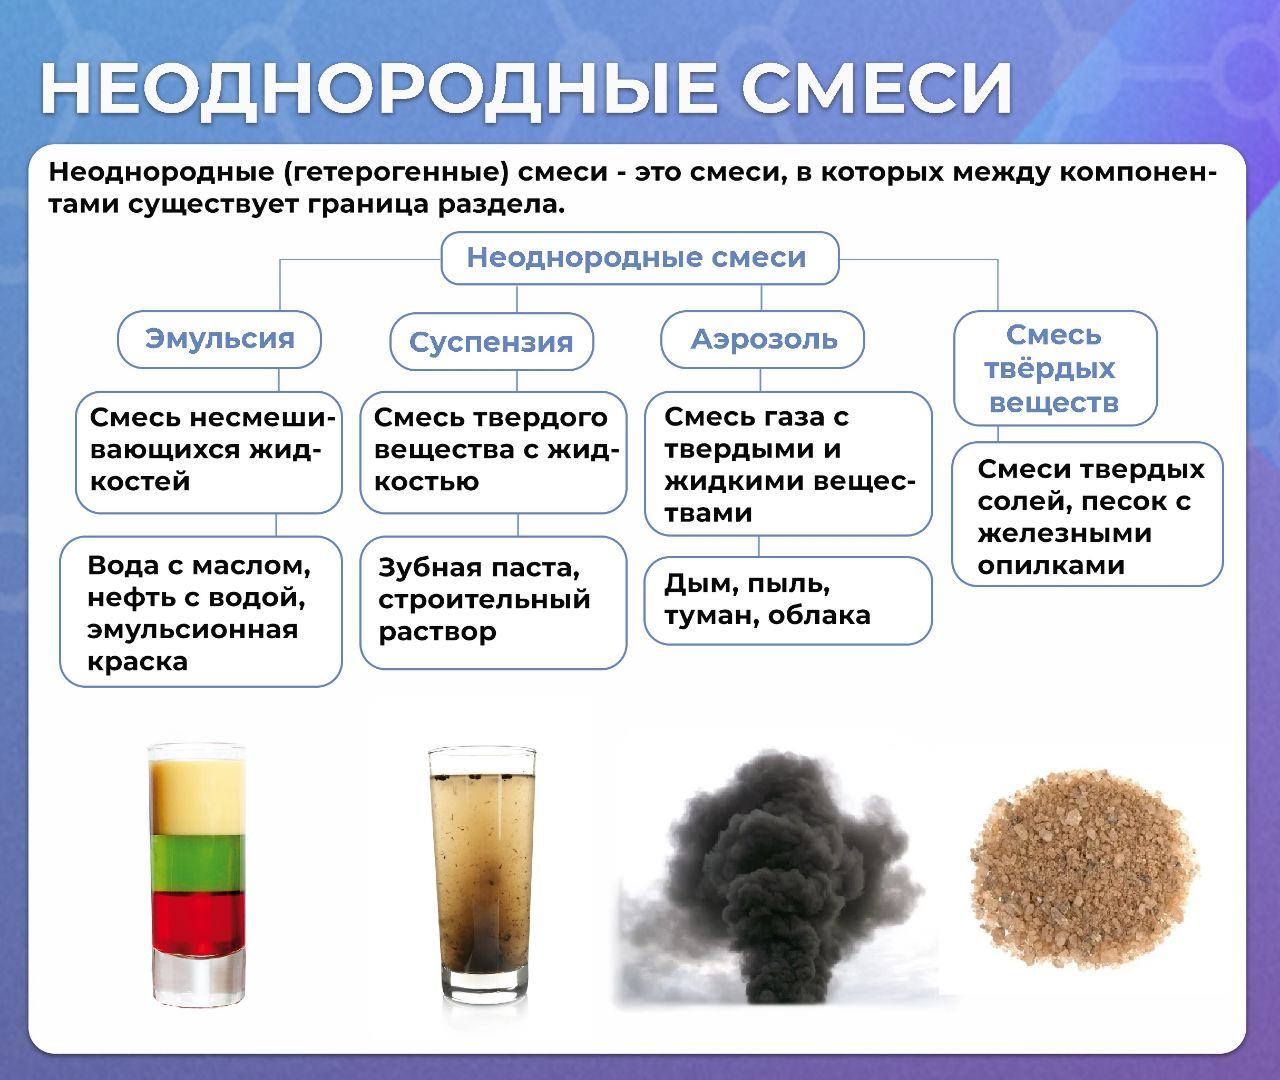 НЕОДНОРОДНЫЕ СМЕСИ
Неоднородные (гетерогенные) смеси - это смеси, в которых между компонен-
тами существует граница раздела.
Неоднородные смеси
Эмульсия
Смесь несмеши-
вающихся жид-
костей
Вода с маслом,
нефть с водой,
эмульсионная
краска
Суспензия
Смесь твердого
вещества с жид-
костью
Зубная паста,
строительный
раствор
Аэрозоль
Смесь газа с
твердыми и
жидкими вещес-
твами
Дым, пыль,
туман, облака
Смесь
твёрдых
веществ
Смеси твердых
солей, песок с
железными
опилками